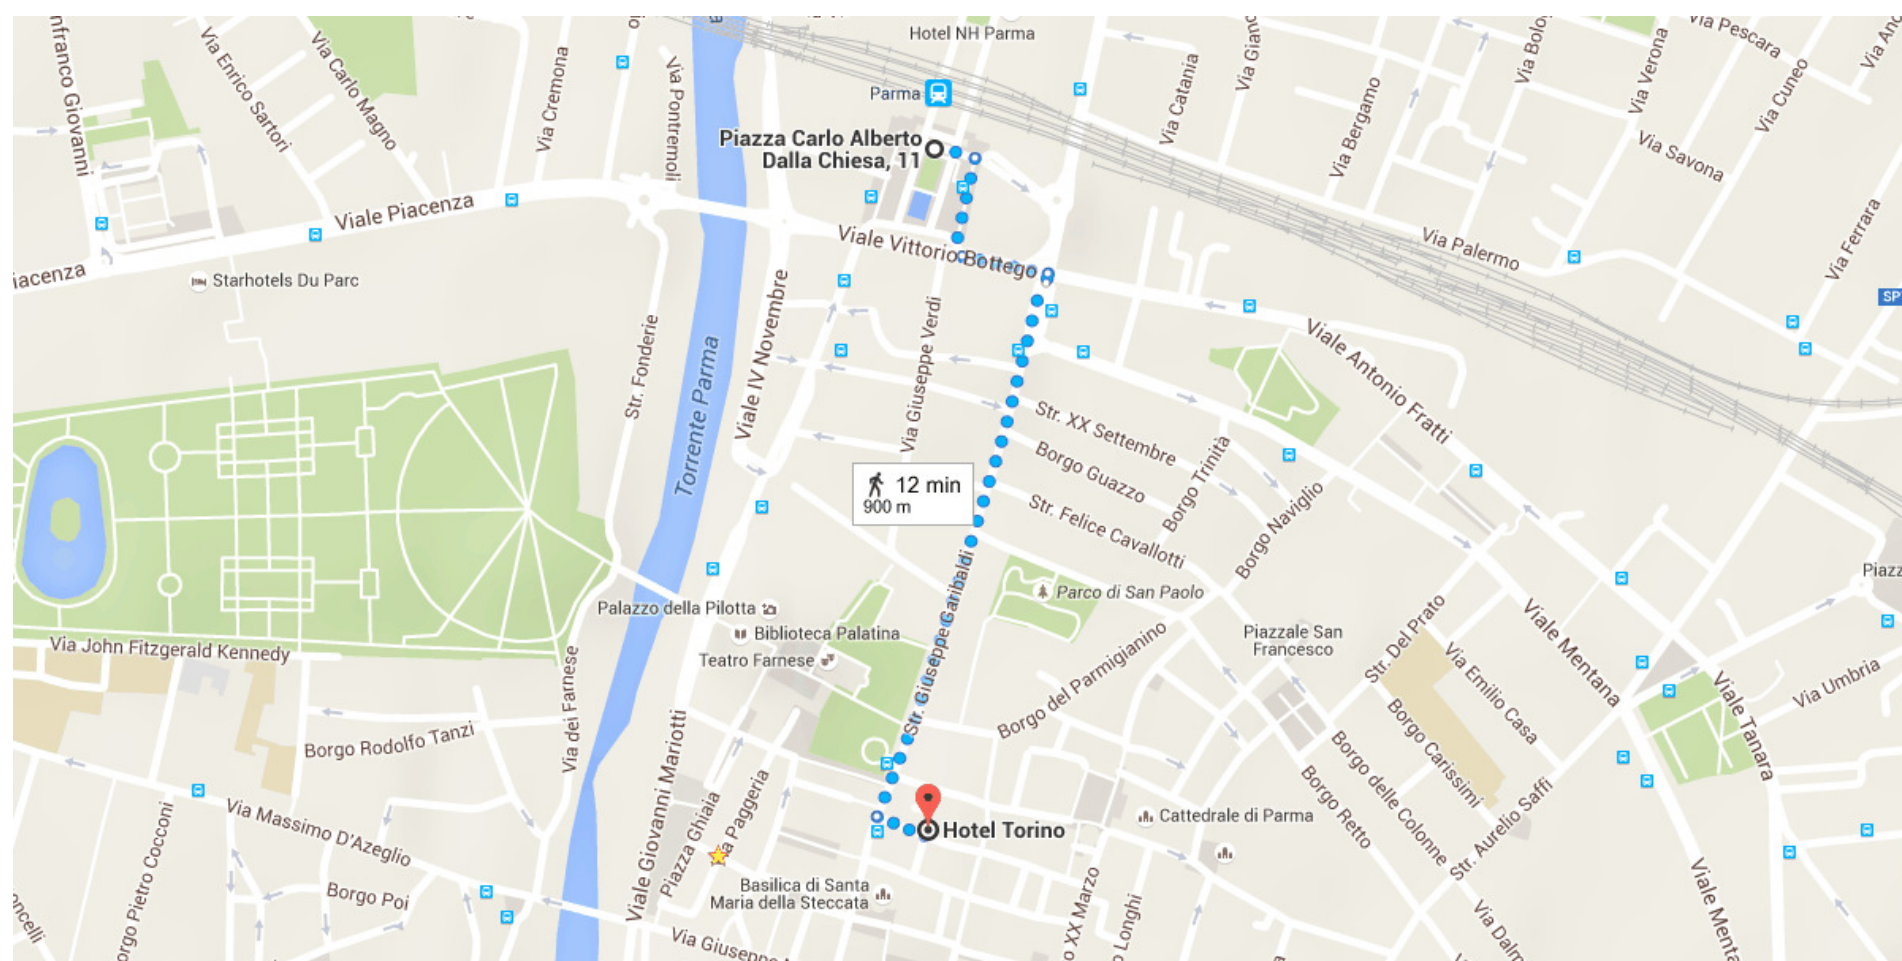 Hotel NH Parma
Via Pescara
Via Enrico Sartori
Via Carlo Magno
Via Cremona
Via Pontremoli
Parma
Via Catania
Via Bergamo
Via Verona
Via Cuneo
Via Savona
Piazza Carlo Alberto
Dalla Chiesa, 11
Viale Piacenza
Viale Vittorio Bottego
Via Palermo
Via Ferrara
SP
Starhotels Du Parc
Str. Fonderie
Torrente Parma
Viale IV Novembre
Via Giuseppe Verdi
Viale Antonio Fratti
Str. XX Settembre
Borgo Guazzo
Borgo Trinità
Borgo Naviglio
12 min
900 m
Str. Felice Cavallotti
Str. Giuseppe Garibaldi
Parco di San Paolo
Palazzo della Pilotta
Biblioteca Palatina
Teatro Farnese
Piazzale San
Francesco
Str. Del Prato
Viale Mentana
Via Emilio Casa
Viale Tanara
Via Umbria
Via John Fitzgerald Kennedy
Via dei Farnese
Borgo Rodolfo Tanzi
Borgo del Parmigianino
Borgo Carissimi
Borgo delle Colonne
Borgo Retto
Str. Aurelio Saffi
Viale Giovanni Mariotti
Piazza Ghiaia
Via Paggeria
Hotel Torino
Cattedrale di Parma
Via Massimo D'Azeglio
Borgo Poi
Basilica di Santa
Maria della Steccata